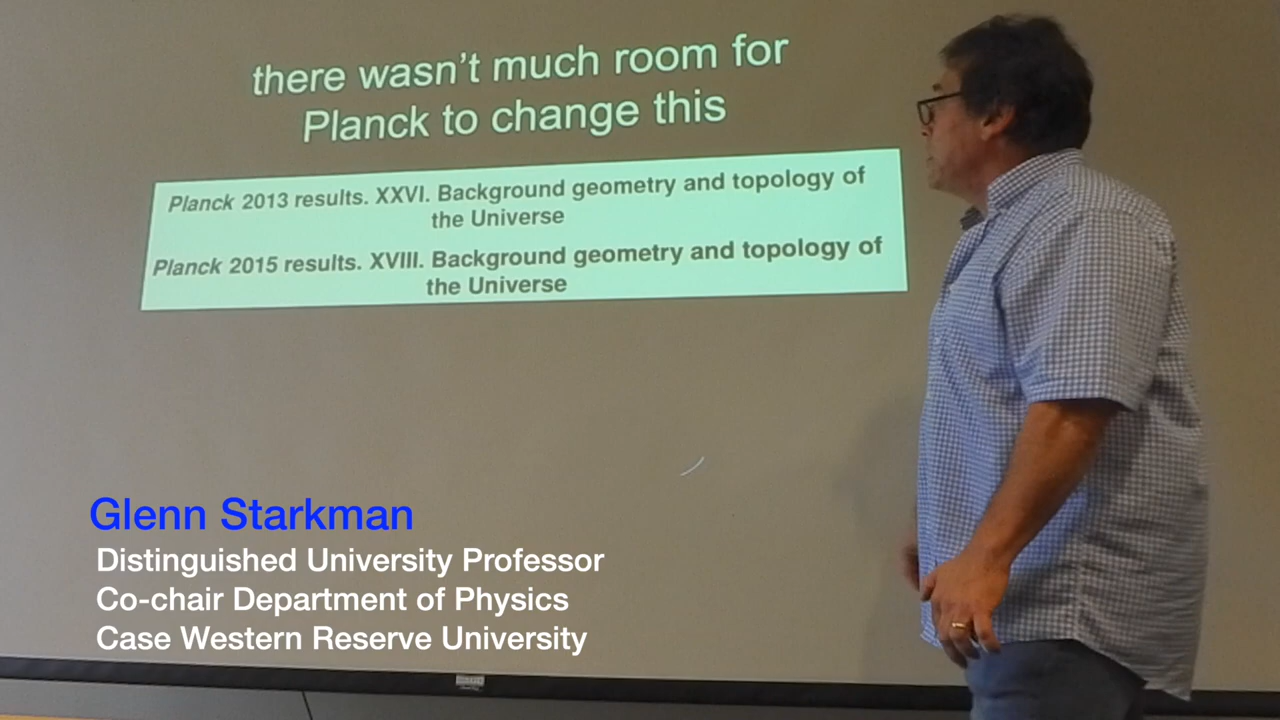 there wasn't much room for
Planck to change this
Planck 2013 results. XXVI. Background geometry and topology of
the Universe
Planck 2015 results. XVIII. Background geometry and topology of
the Universe
Glenn Starkman
Distinguished University Professor
Co-chair Department of Physics
Case Western Reserve University